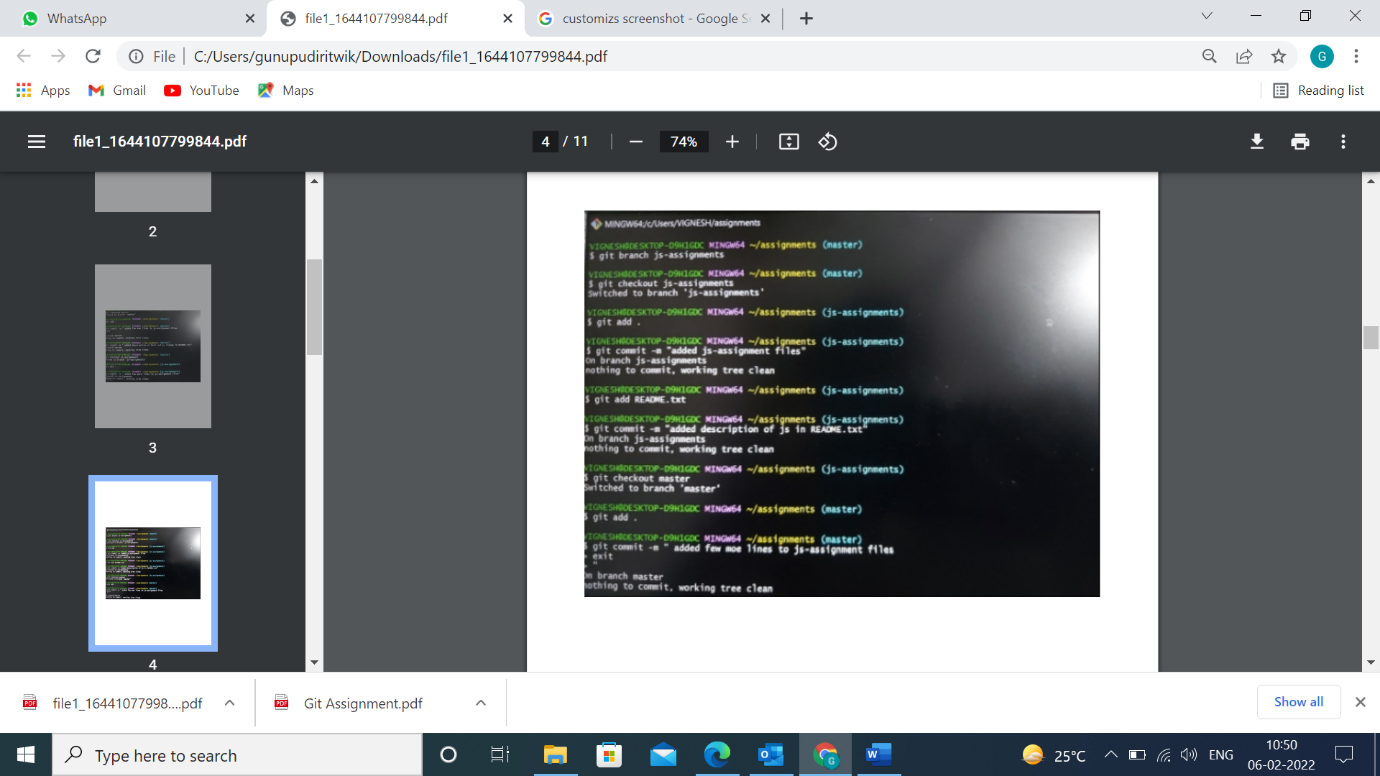 WhatsApp
file1_1644107799844.pdf
customizs screenshot - Google S
File
C:/Users/gunupudiritwik/Downloads/file1_1644107799844.pdf
G
Apps
Gmail
YouTube
Maps
Reading list
file1_1644107799844.pdf
4 / 11
74%
2
3
4
MINGW64:/c/Users/VIGNESH/assignments
VIGNESH@DESKTOP-D9H1GDC MINGW64 ~/assignments (master)
$ git branch js-assignments
VIGNESH@DESKTOP-D9H1GDC MINGW64 ~/assignments (master)
$ git checkout js-assignments
Switched to branch 'js-assignments'
VIGNESH@DESKTOP-D9H1GDC MINGW64 ~/assignments (js-assignments)
$ git add .
VIGNESH@DESKTOP-D9H1GDC MINGW64 ~/assignments (js-assignments)
$ git commit -m "added js-assignment files"
On branch js-assignments
nothing to commit, working tree clean
VIGNESH@DESKTOP-D9H1GDC MINGW64 ~/assignments (js-assignments)
$ git add README.txt
VIGNESH@DESKTOP-D9H1GDC MINGW64 ~/assignments (js-assignments)
$ git commit -m "added description of js in README.txt"
On branch js-assignments
nothing to commit, working tree clean
VIGNESH@DESKTOP-D9H1GDC MINGW64 ~/assignments (js-assignments)
$ git checkout master
Switched to branch 'master'
VIGNESH@DESKTOP-D9H1GDC MINGW64 ~/assignments (master)
$ git add .
VIGNESH@DESKTOP-D9H1GDC MINGW64 ~/assignments (master)
$ git commit -m " added few moe lines to js-assignment files
> exit
> "
On branch master
nothing to commit, working tree clean
file1_16441077998....pdf
Git Assignment.pdf
Show all
Type here to search
25°C
ENG
10:50
06-02-2022